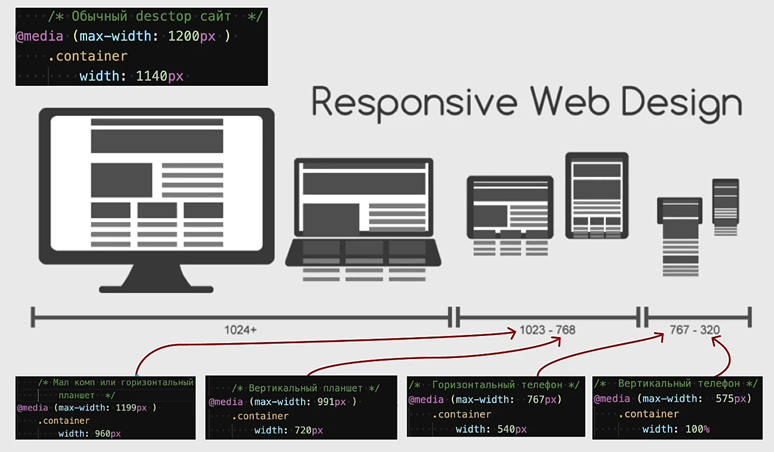 /* Обычный desctop сайт */
@media (max-width: 1200px )
.container
width: 1140px
Responsive Web Design
1024+
1023 - 768
767 - 320
/* Мал комп или горизонтальный
планшет */
@media (max-width: 1199px )
.container
width: 960px
/* Вертикальный планшет */
@media (max-width: 991px )
.container
width: 720px
/* Горизонтальный телефон */
@media (max-width: 767px)
.container
width: 540px
/* Вертикальный телефон */
@media (max-width: 575px)
.container
width: 100%